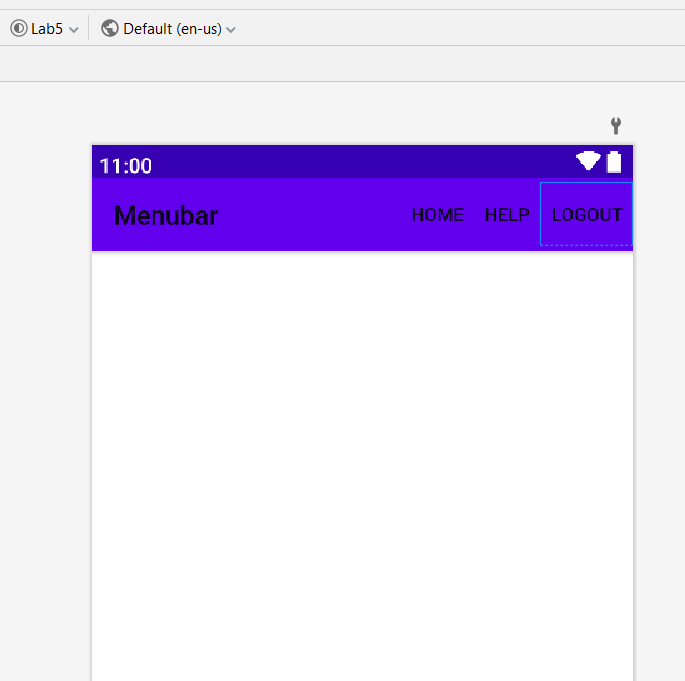 Lab5 Default (en-us)
11:00
Menubar HOME HELP LOGOUT